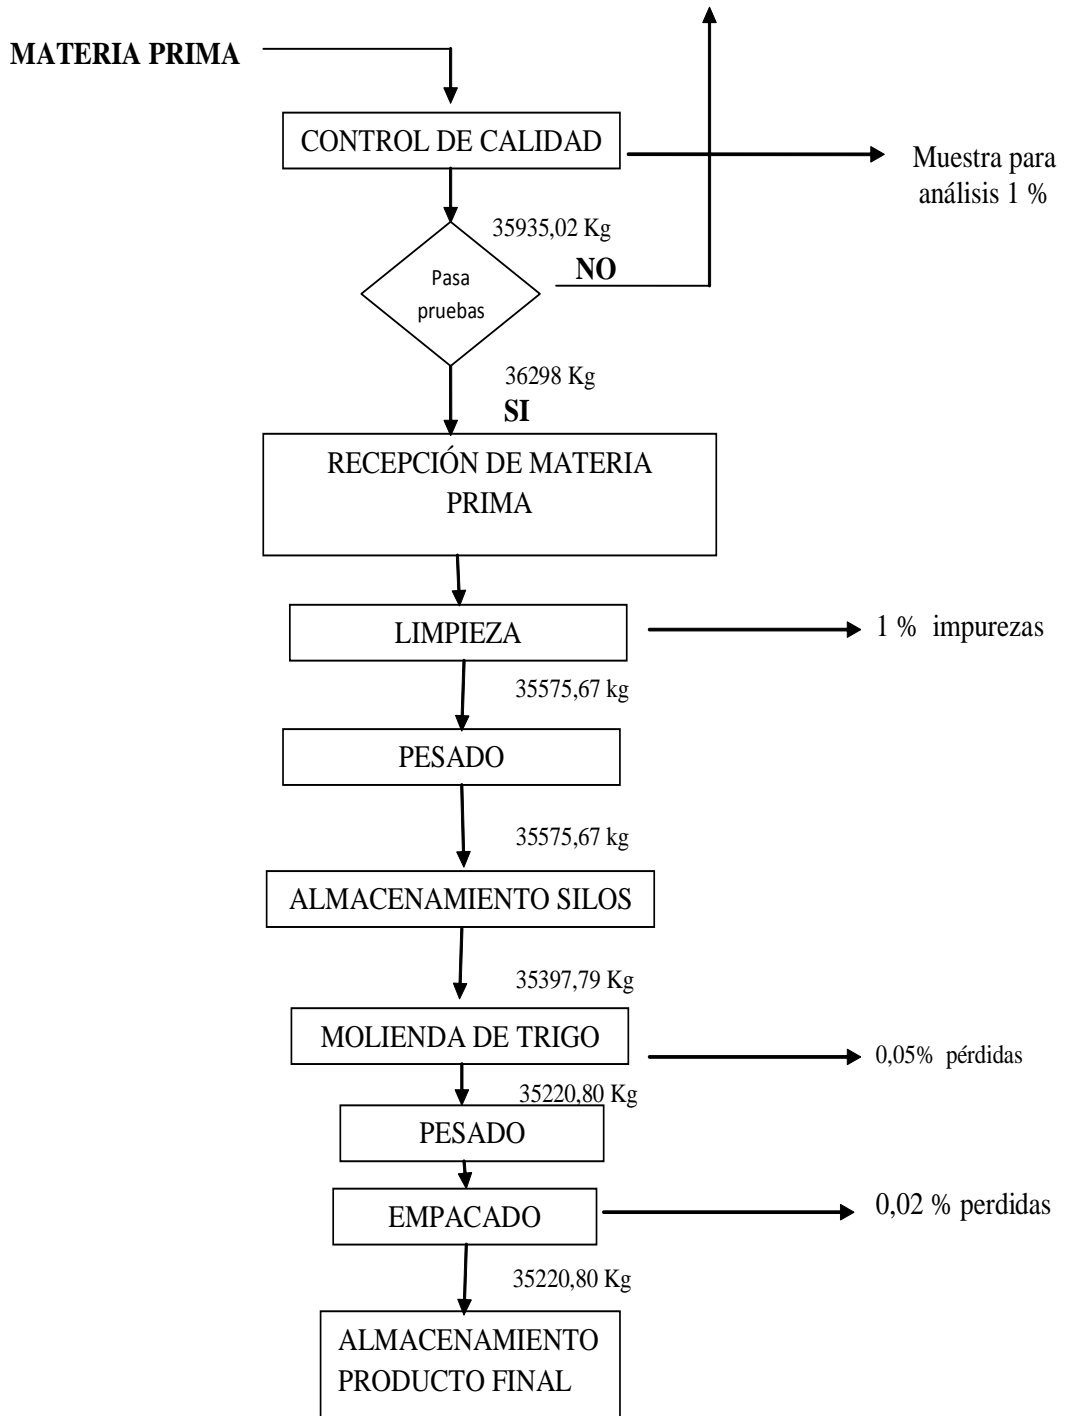 MATERIA PRIMA
CONTROL DE CALIDAD
Muestra para
análisis 1 %
35935,02 Kg
NO
Pasa
pruebas
36298 Kg
SI
RECEPCIÓN DE MATERIA
PRIMA
LIMPIEZA
1 % impurezas
35575,67 kg
PESADO
35575,67 kg
ALMACENAMIENTO SILOS
35397,79 Kg
MOLIENDA DE TRIGO
0,05% pérdidas
35220,80 Kg
PESADO
EMPACADO
0,02 % perdidas
35220,80 Kg
ALMACENAMIENTO
PRODUCTO FINAL